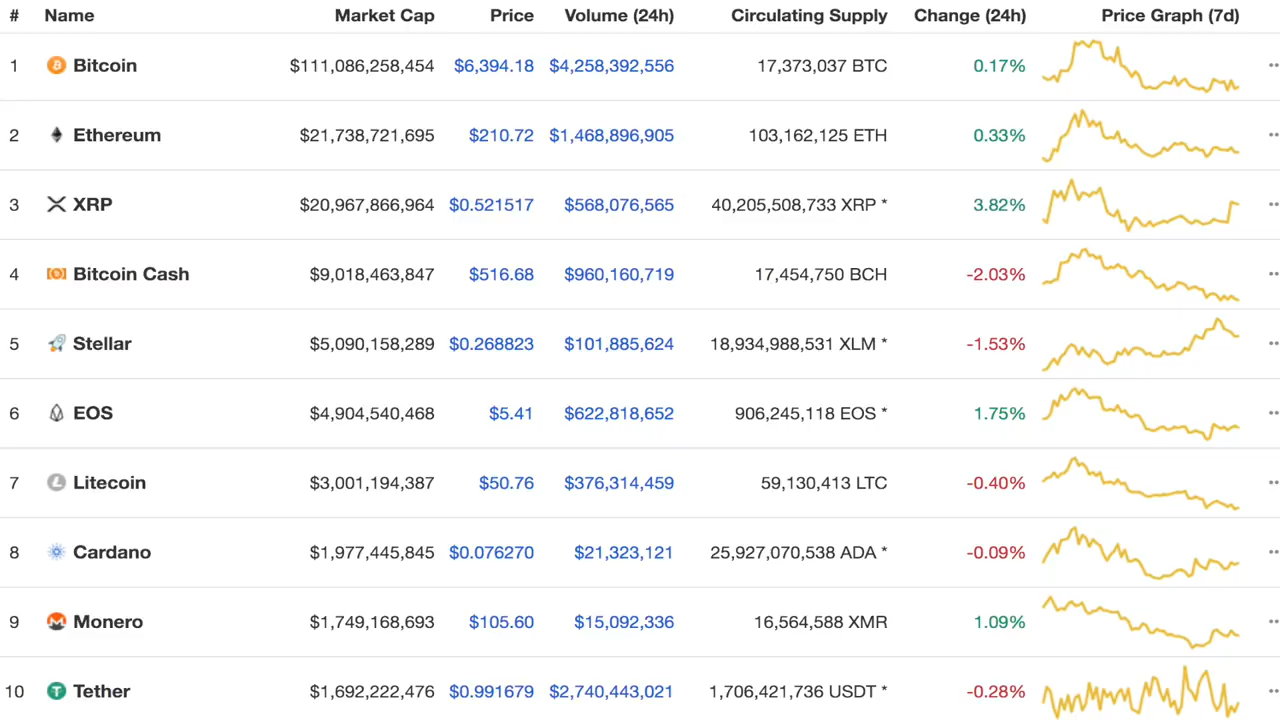 # Name Market Cap Price Volume (24h) Circulating Supply Change (24h) Price Graph (7d)
1 Bitcoin $111,086,258,454 $6,394.18 $4,258,392,556 17,373,037 BTC 0.17%
2 Ethereum $21,738,721,695 $210.72 $1,468,896,905 103,162,125 ETH 0.33%
3 XRP $20,967,866,964 $0.521517 $568,076,565 40,205,508,733 XRP * 3.82%
4 Bitcoin Cash $9,018,463,847 $516.68 $960,160,719 17,454,750 BCH -2.03%
5 Stellar $5,090,158,289 $0.268823 $101,885,624 18,934,988,531 XLM * -1.53%
6 EOS $4,904,540,468 $5.41 $622,818,652 906,245,118 EOS * 1.75%
7 Litecoin $3,001,194,387 $50.76 $376,314,459 59,130,413 LTC -0.40%
8 Cardano $1,977,445,845 $0.076270 $21,323,121 25,927,070,538 ADA * -0.09%
9 Monero $1,749,168,693 $105.60 $15,092,336 16,564,588 XMR 1.09%
10 Tether $1,692,222,476 $0.991679 $2,740,443,021 1,706,421,736 USDT * -0.28%